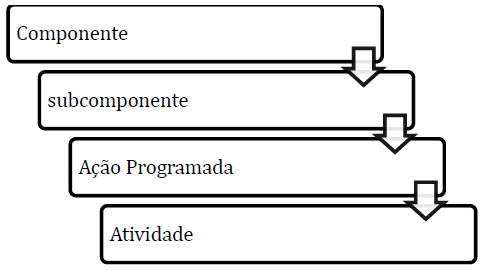 Componente
subcomponente
Ação Programada
Atividade